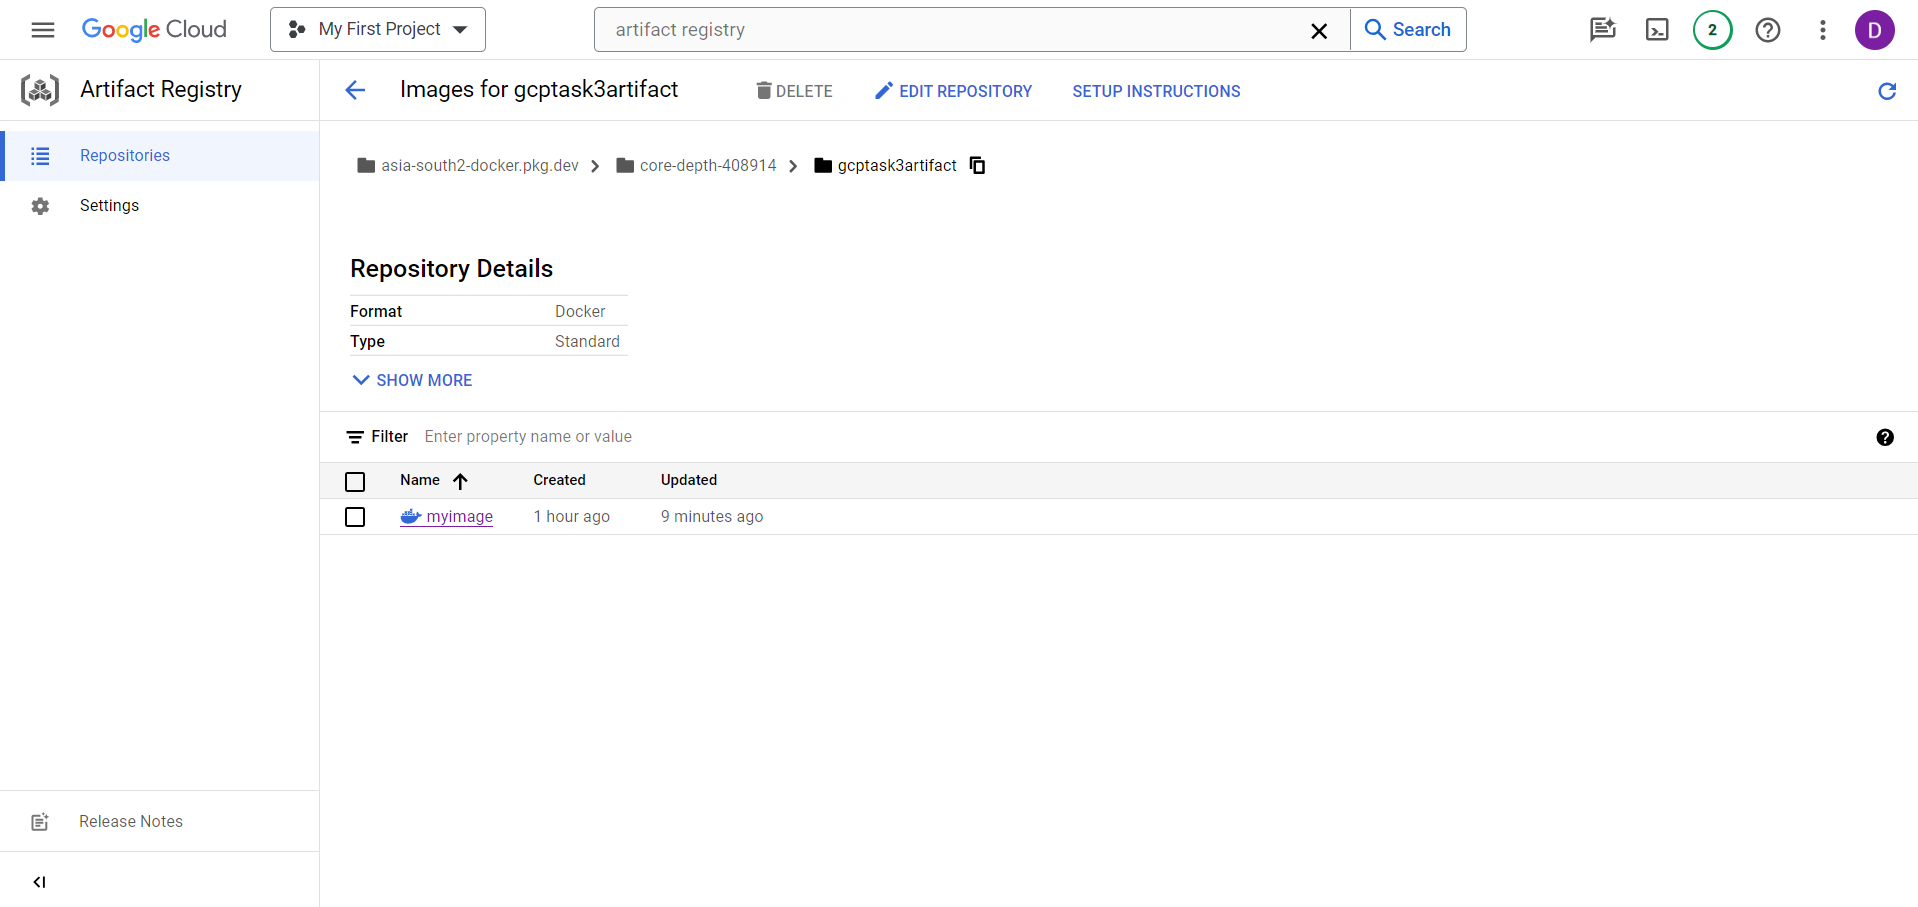 Google Cloud My First Project artifact registry Search 2 D
Artifact Registry Images for gcptask3artifact DELETE EDIT REPOSITORY SETUP INSTRUCTIONS
Repositories
Settings
asia-south2-docker.pkg.dev core-depth-408914 gcptask3artifact
Repository Details
Format Docker
Type Standard
SHOW MORE
Filter Enter property name or value
Name Created Updated
myimage 1 hour ago 9 minutes ago
Release Notes